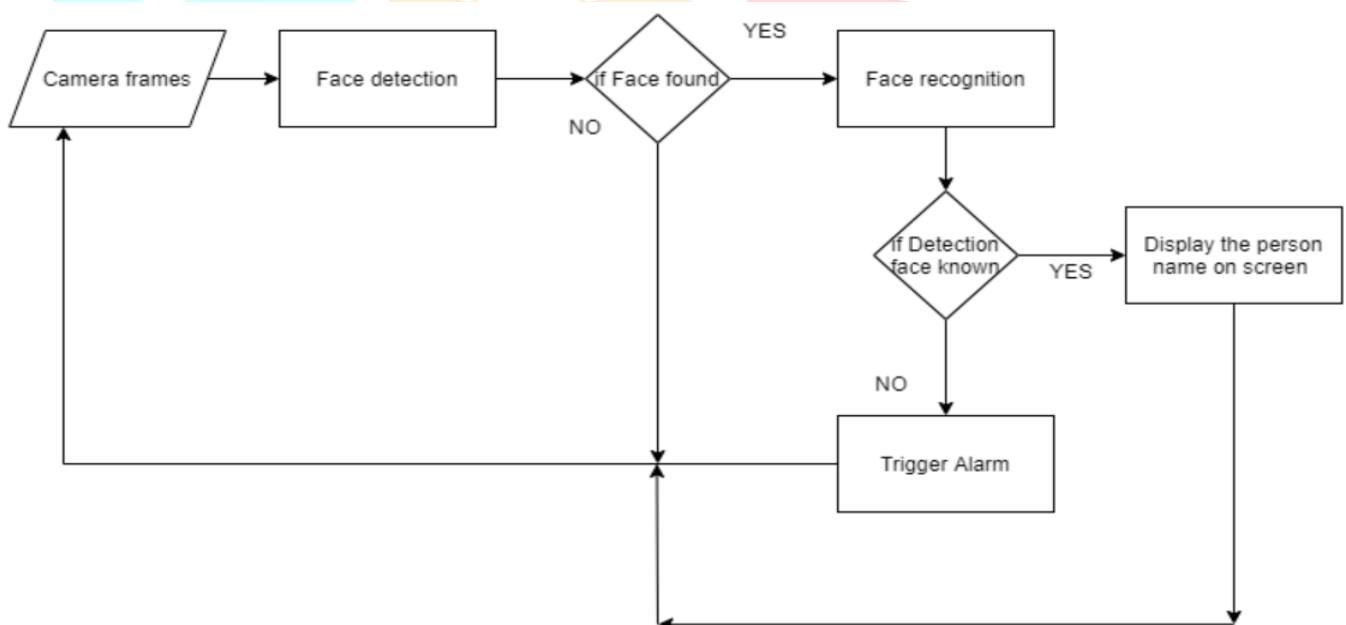 YES
Camera frames
Face detection
if Face found
Face recognition
NO
if Detection
face known
YES
Display the person
name on screen
NO
Trigger Alarm